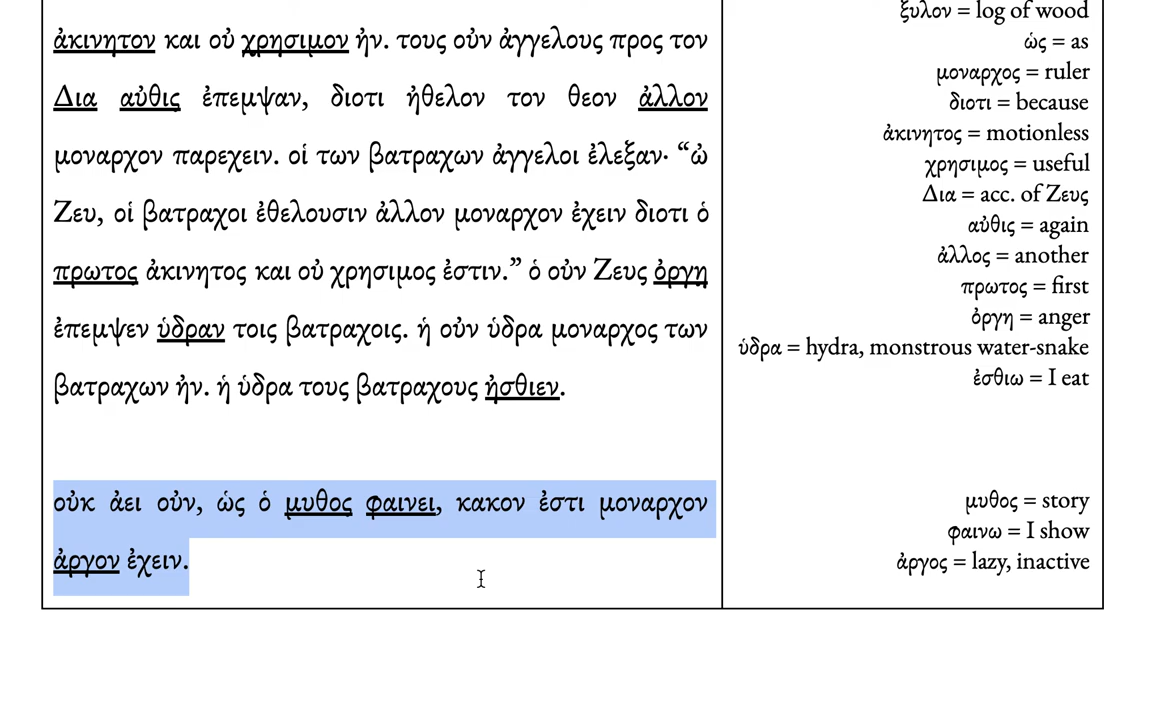 ἀκινητον και οὐ χρησιμον ἠν. τους οὐν ἀγγελους προς τον
Δια αὐθις ἐπεμψαν, διοτι ἠθελον τον θεον ἀλλον
μοναρχον παρεχειν. οἱ των βατραχων ἀγγελοι ἐλεξαν· “ὠ
Ζευ, οἱ βατραχοι ἐθελουσιν ἀλλον μοναρχον ἐχειν διοτι ὁ
πρωτος ἀκινητος και οὐ χρησιμος ἐστιν.” ὁ οὐν Ζευς ὀργῃ
ἐπεμψεν ὑδραν τοις βατραχοις. ἡ οὐν ὑδρα μοναρχος των
βατραχων ἠν. ἡ ὑδρα τους βατραχους ἠσθιεν.
οὐκ ἀει οὐν, ὡς ὁ μυθος φαινει, κακον ἐστι μοναρχον
ἀργον ἐχειν.
ξυλον = log of wood
ὡς = as
μοναρχος = ruler
διοτι = because
ἀκινητος = motionless
χρησιμος = useful
Δια = acc. of Ζευς
αὐθις = again
ἀλλος = another
πρωτος = first
ὀργη = anger
ὑδρα = hydra, monstrous water-snake
ἐσθιω = I eat
μυθος = story
φαινω = I show
ἀργος = lazy, inactive